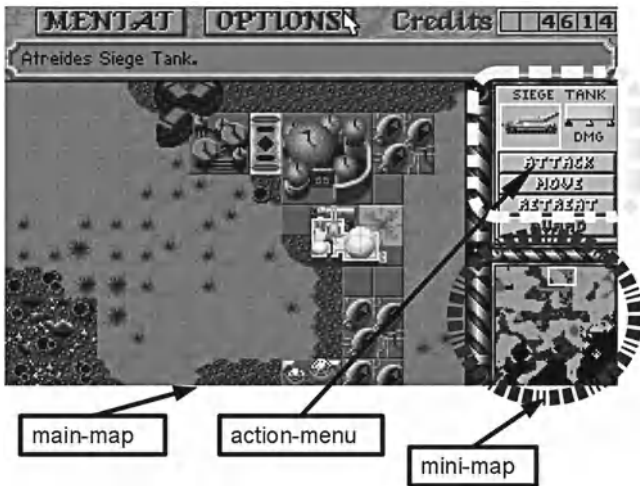 MENTAT OPTIONS Credits 4614
Atreides Siege Tank.
SIEGE TANK
DMG
ATTACK
MOVE
RETREAT
GUARD
main-map
action-menu
mini-map